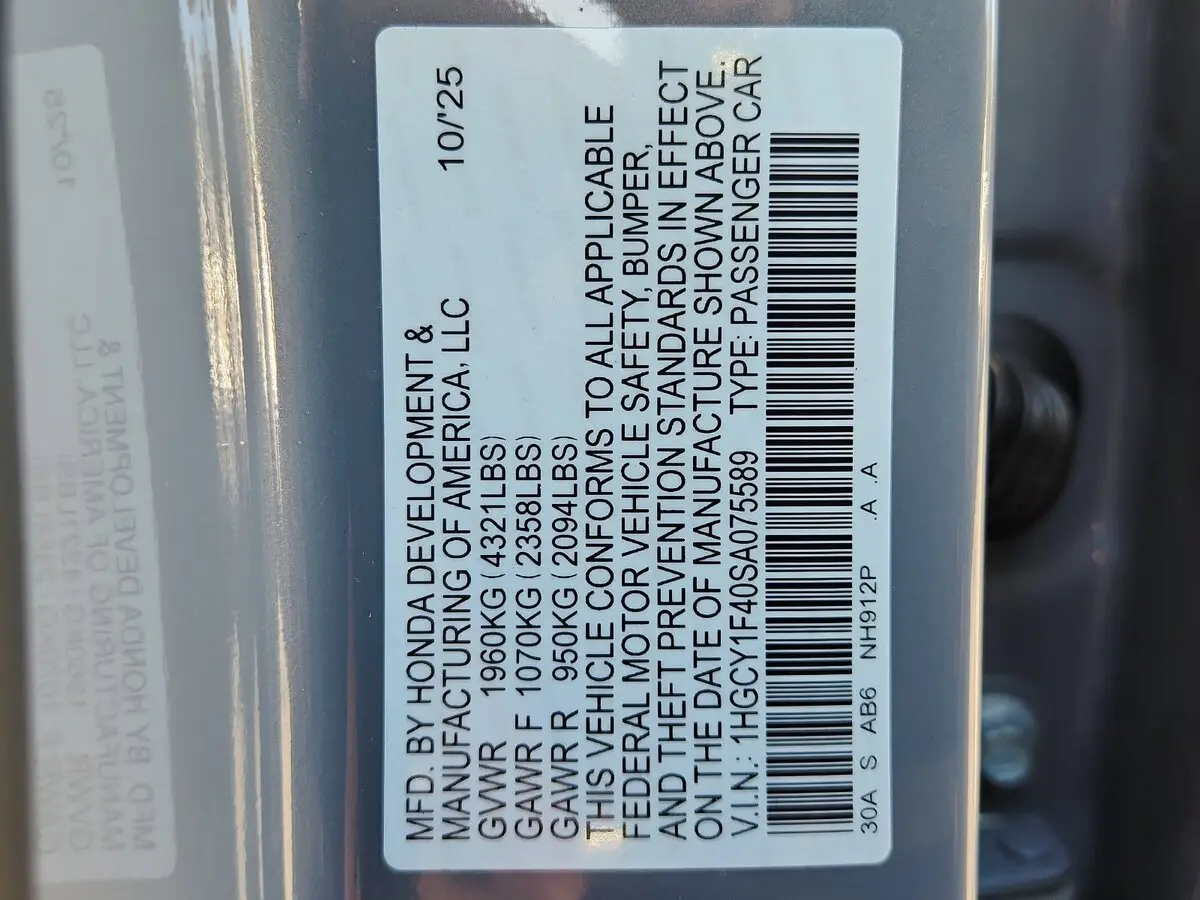 MFD. BY HONDA DEVELOPMENT &
MANUFACTURING OF AMERICA, LLC 10/'25
GVWR 1960KG (4321LBS)
GAWR F 1070KG (2358LBS)
GAWR R 950KG (2094LBS)
THIS VEHICLE CONFORMS TO ALL APPLICABLE
FEDERAL MOTOR VEHICLE SAFETY, BUMPER,
AND THEFT PREVENTION STANDARDS IN EFFECT
ON THE DATE OF MANUFACTURE SHOWN ABOVE.
V.I.N.: 1HGCY1F40SA075589 TYPE: PASSENGER CAR
30A S AB6 NH912P .A .A